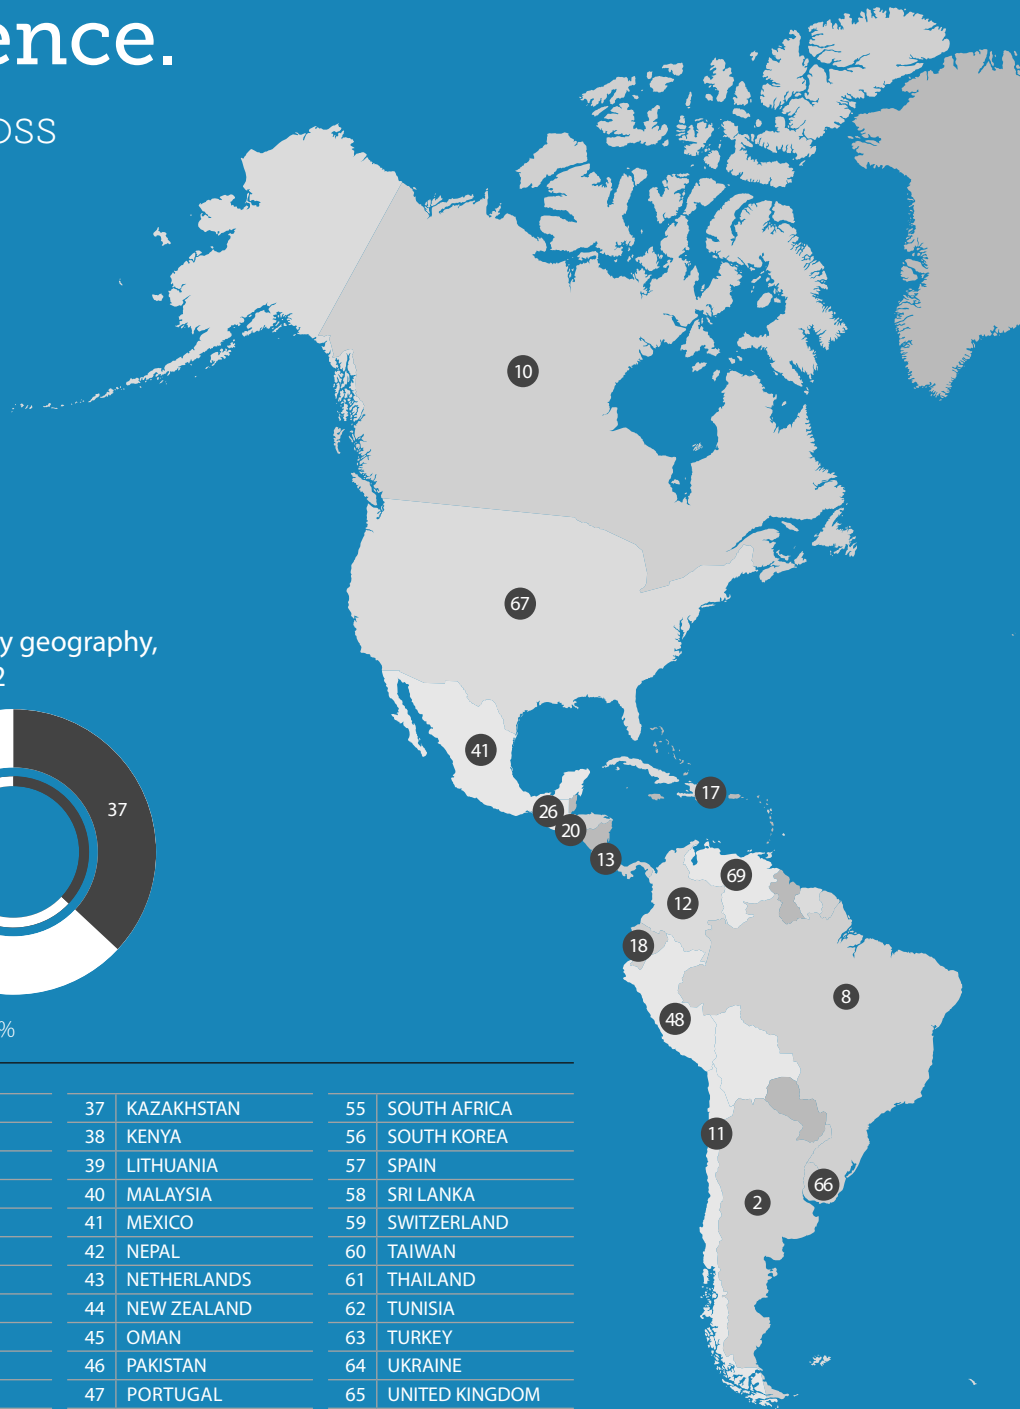 ence.
oss
y geography,
2
37
%
10
67
41
26
20
13
17
69
12
18
48
8
11
66
2
37 KAZAKHSTAN
38 KENYA
39 LITHUANIA
40 MALAYSIA
41 MEXICO
42 NEPAL
43 NETHERLANDS
44 NEW ZEALAND
45 OMAN
46 PAKISTAN
47 PORTUGAL
55 SOUTH AFRICA
56 SOUTH KOREA
57 SPAIN
58 SRI LANKA
59 SWITZERLAND
60 TAIWAN
61 THAILAND
62 TUNISIA
63 TURKEY
64 UKRAINE
65 UNITED KINGDOM